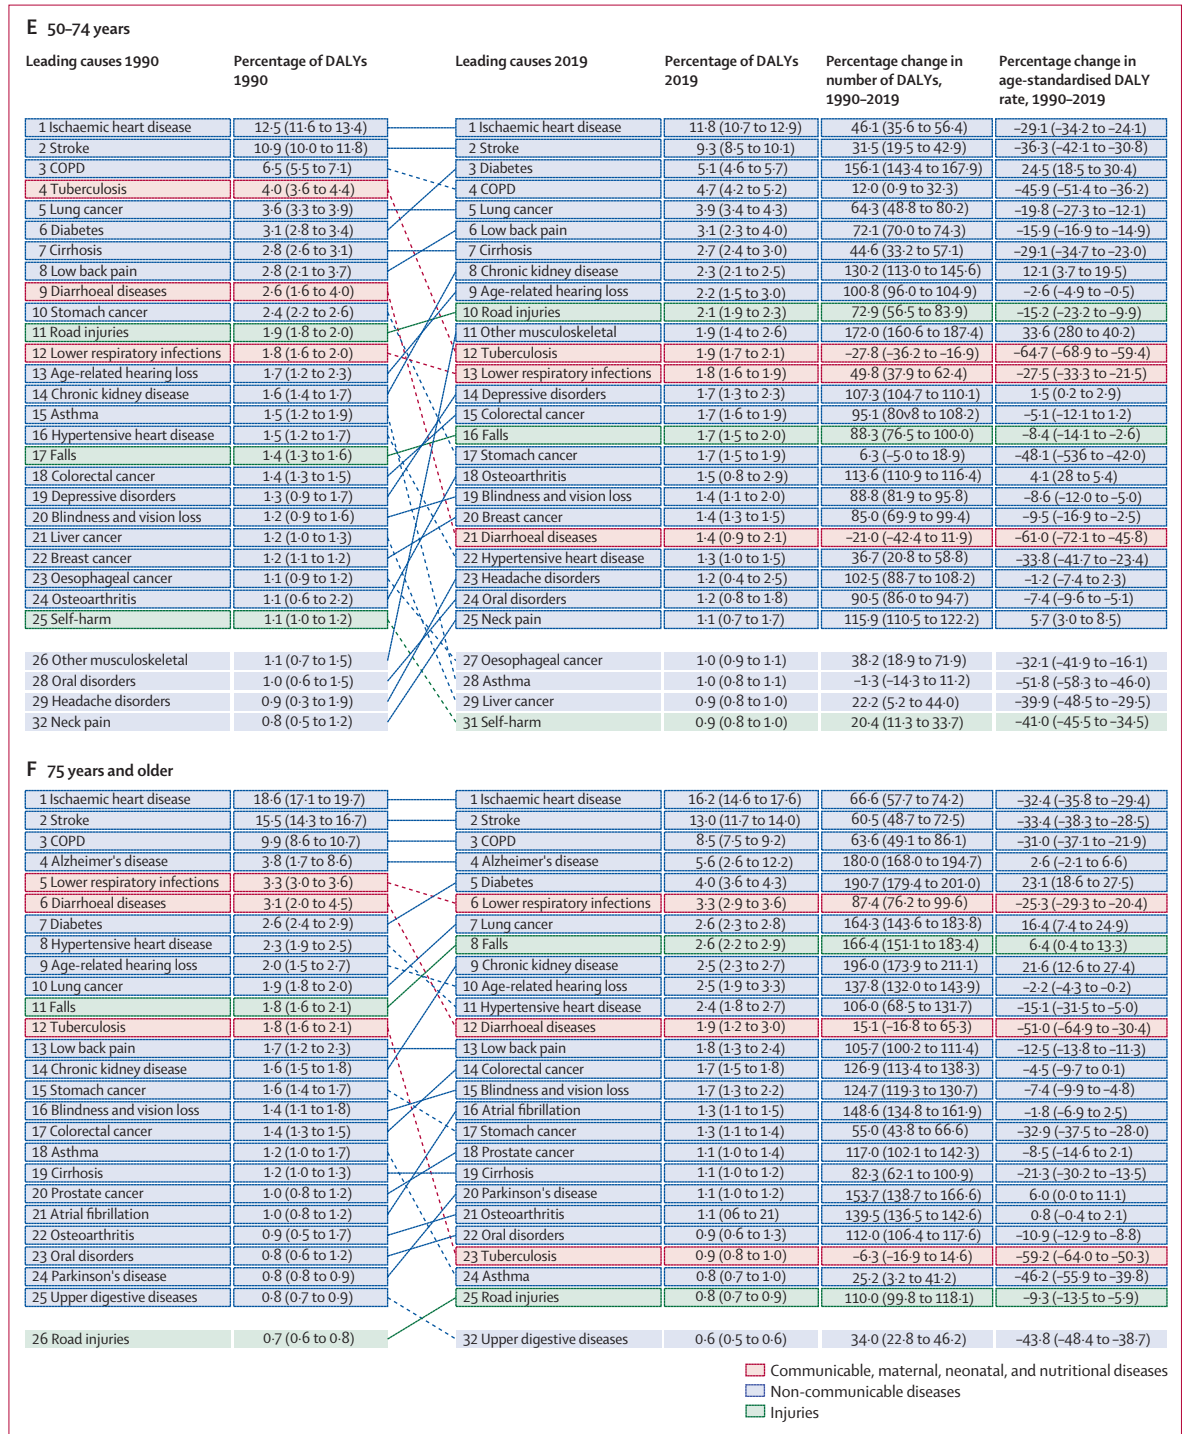 E 50–74 years
Leading causes 1990 Percentage of DALYs 1990 Leading causes 2019 Percentage of DALYs 2019 Percentage change in number of DALYs, 1990–2019 Percentage change in age-standardised DALY rate, 1990–2019
1 Ischaemic heart disease 12·5 (11·6 to 13·4) 1 Ischaemic heart disease 11·8 (10·7 to 12·9) 46·1 (35·6 to 56·4) –29·1 (–34·2 to –24·1)
2 Stroke 10·9 (10·0 to 11·8) 2 Stroke 9·3 (8·5 to 10·1) 31·5 (19·5 to 42·9) –36·3 (–42·1 to –30·8)
3 COPD 6·5 (5·5 to 7·1) 3 Diabetes 5·1 (4·6 to 5·7) 156·1 (143·4 to 167·9) 24·5 (18·5 to 30·4)
4 Tuberculosis 4·0 (3·6 to 4·4) 4 COPD 4·7 (4·2 to 5·2) 12·0 (0·9 to 32·3) –45·9 (–51·4 to –36·2)
5 Lung cancer 3·6 (3·3 to 3·9) 5 Lung cancer 3·9 (3·4 to 4·3) 64·3 (48·8 to 80·2) –19·8 (–27·3 to –12·1)
6 Diabetes 3·1 (2·8 to 3·4) 6 Low back pain 3·1 (2·3 to 4·0) 72·1 (70·0 to 74·3) –15·9 (–16·9 to –14·9)
7 Cirrhosis 2·8 (2·6 to 3·1) 7 Cirrhosis 2·7 (2·4 to 3·0) 44·6 (33·2 to 57·1) –29·1 (–34·7 to –23·0)
8 Low back pain 2·8 (2·1 to 3·7) 8 Chronic kidney disease 2·3 (2·1 to 2·5) 130·2 (113·0 to 145·6) 12·1 (3·7 to 19·5)
9 Diarrhoeal diseases 2·6 (1·6 to 4·0) 9 Age-related hearing loss 2·2 (1·5 to 3·0) 100·8 (96·0 to 104·9) –2·6 (–4·9 to –0·5)
10 Stomach cancer 2·4 (2·2 to 2·6) 10 Road injuries 2·1 (1·9 to 2·3) 72·9 (56·5 to 83·9) –15·2 (–23·2 to –9·9)
11 Road injuries 1·9 (1·8 to 2·0) 11 Other musculoskeletal 1·9 (1·4 to 2·6) 172·0 (160·6 to 187·4) 33·6 (280 to 40·2)
12 Lower respiratory infections 1·8 (1·6 to 2·0) 12 Tuberculosis 1·9 (1·7 to 2·1) –27·8 (–36·2 to –16·9) –64·7 (–68·9 to –59·4)
13 Age-related hearing loss 1·7 (1·2 to 2·3) 13 Lower respiratory infections 1·8 (1·6 to 1·9) 49·8 (37·9 to 62·4) –27·5 (–33·3 to –21·5)
14 Chronic kidney disease 1·6 (1·4 to 1·7) 14 Depressive disorders 1·7 (1·3 to 2·3) 107·3 (104·7 to 110·1) 1·5 (0·2 to 2·9)
15 Asthma 1·5 (1·2 to 1·9) 15 Colorectal cancer 1·7 (1·6 to 1·9) 95·1 (80v8 to 108·2) –5·1 (–12·1 to 1·2)
16 Hypertensive heart disease 1·5 (1·2 to 1·7) 16 Falls 1·7 (1·5 to 2·0) 88·3 (76·5 to 100·0) –8·4 (–14·1 to –2·6)
17 Falls 1·4 (1·3 to 1·6) 17 Stomach cancer 1·7 (1·5 to 1·9) 6·3 (–5·0 to 18·9) –48·1 (–536 to –42·0)
18 Colorectal cancer 1·4 (1·3 to 1·5) 18 Osteoarthritis 1·5 (0·8 to 2·9) 113·6 (110·9 to 116·4) 4·1 (28 to 5·4)
19 Depressive disorders 1·3 (0·9 to 1·7) 19 Blindness and vision loss 1·4 (1·1 to 2·0) 88·8 (81·9 to 95·8) –8·6 (–12·0 to –5·0)
20 Blindness and vision loss 1·2 (0·9 to 1·6) 20 Breast cancer 1·4 (1·3 to 1·5) 85·0 (69·9 to 99·4) –9·5 (–16·9 to –2·5)
21 Liver cancer 1·2 (1·0 to 1·3) 21 Diarrhoeal diseases 1·4 (0·9 to 2·1) –21·0 (–42·4 to 11·9) –61·0 (–72·1 to –45·8)
22 Breast cancer 1·2 (1·1 to 1·2) 22 Hypertensive heart disease 1·3 (1·0 to 1·5) 36·7 (20·8 to 58·8) –33·8 (–41·7 to –23·4)
23 Oesophageal cancer 1·1 (0·9 to 1·2) 23 Headache disorders 1·2 (0·4 to 2·5) 102·5 (88·7 to 108·2) –1·2 (–7·4 to 2·3)
24 Osteoarthritis 1·1 (0·6 to 2·2) 24 Oral disorders 1·2 (0·8 to 1·8) 90·5 (86·0 to 94·7) –7·4 (–9·6 to –5·1)
25 Self-harm 1·1 (1·0 to 1·2) 25 Neck pain 1·1 (0·7 to 1·7) 115·9 (110·5 to 122·2) 5·7 (3·0 to 8·5)
26 Other musculoskeletal 1·1 (0·7 to 1·5) 27 Oesophageal cancer 1·0 (0·9 to 1·1) 38·2 (18·9 to 71·9) –32·1 (–41·9 to –16·1)
28 Oral disorders 1·0 (0·6 to 1·5) 28 Asthma 1·0 (0·8 to 1·1) –1·3 (–14·3 to 11·2) –51·8 (–58·3 to –46·0)
29 Headache disorders 0·9 (0·3 to 1·9) 29 Liver cancer 0·9 (0·8 to 1·0) 22·2 (5·2 to 44·0) –39·9 (–48·5 to –29·5)
32 Neck pain 0·8 (0·5 to 1·2) 31 Self-harm 0·9 (0·8 to 1·0) 20·4 (11·3 to 33·7) –41·0 (–45·5 to –34·5)
F 75 years and older
1 Ischaemic heart disease 18·6 (17·1 to 19·7) 1 Ischaemic heart disease 16·2 (14·6 to 17·6) 66·6 (57·7 to 74·2) –32·4 (–35·8 to –29·4)
2 Stroke 15·5 (14·3 to 16·7) 2 Stroke 13·0 (11·7 to 14·0) 60·5 (48·7 to 72·5) –33·4 (–38·3 to –28·5)
3 COPD 9·9 (8·6 to 10·7) 3 COPD 8·5 (7·5 to 9·2) 63·6 (49·1 to 86·1) –31·0 (–37·1 to –21·9)
4 Alzheimer's disease 3·8 (1·7 to 8·6) 4 Alzheimer's disease 5·6 (2·6 to 12·2) 180·0 (168·0 to 194·7) 2·6 (–2·1 to 6·6)
5 Lower respiratory infections 3·3 (3·0 to 3·6) 5 Diabetes 4·0 (3·6 to 4·3) 190·7 (179·4 to 201·0) 23·1 (18·6 to 27·5)
6 Diarrhoeal diseases 3·1 (2·0 to 4·5) 6 Lower respiratory infections 3·3 (2·9 to 3·6) 87·4 (76·2 to 99·6) –25·3 (–29·3 to –20·4)
7 Diabetes 2·6 (2·4 to 2·9) 7 Lung cancer 2·6 (2·3 to 2·8) 164·3 (143·6 to 183·8) 16·4 (7·4 to 24·9)
8 Hypertensive heart disease 2·3 (1·9 to 2·5) 8 Falls 2·6 (2·2 to 2·9) 166·4 (151·1 to 183·4) 6·4 (0·4 to 13·3)
9 Age-related hearing loss 2·0 (1·5 to 2·7) 9 Chronic kidney disease 2·5 (2·3 to 2·7) 196·0 (173·9 to 211·1) 21·6 (12·6 to 27·4)
10 Lung cancer 1·9 (1·8 to 2·0) 10 Age-related hearing loss 2·5 (1·9 to 3·3) 137·8 (132·0 to 143·9) –2·2 (–4·3 to –0·2)
11 Falls 1·8 (1·6 to 2·1) 11 Hypertensive heart disease 2·4 (1·8 to 2·7) 106·0 (68·5 to 131·7) –15·1 (–31·5 to –5·0)
12 Tuberculosis 1·8 (1·6 to 2·1) 12 Diarrhoeal diseases 1·9 (1·2 to 3·0) 15·1 (–16·8 to 65·3) –51·0 (–64·9 to –30·4)
13 Low back pain 1·7 (1·2 to 2·3) 13 Low back pain 1·8 (1·3 to 2·4) 105·7 (100·2 to 111·4) –12·5 (–13·8 to –11·3)
14 Chronic kidney disease 1·6 (1·5 to 1·8) 14 Colorectal cancer 1·7 (1·5 to 1·8) 126·9 (113·4 to 138·3) –4·5 (–9·7 to 0·1)
15 Stomach cancer 1·6 (1·4 to 1·7) 15 Blindness and vision loss 1·7 (1·3 to 2·2) 124·7 (119·3 to 130·7) –7·4 (–9·9 to –4·8)
16 Blindness and vision loss 1·4 (1·1 to 1·8) 16 Atrial fibrillation 1·3 (1·1 to 1·5) 148·6 (134·8 to 161·9) –1·8 (–6·9 to 2·5)
17 Colorectal cancer 1·4 (1·3 to 1·5) 17 Stomach cancer 1·3 (1·1 to 1·4) 55·0 (43·8 to 66·6) –32·9 (–37·5 to –28·0)
18 Asthma 1·2 (1·0 to 1·7) 18 Prostate cancer 1·1 (1·0 to 1·4) 117·0 (102·1 to 142·3) –8·5 (–14·6 to 2·1)
19 Cirrhosis 1·2 (1·0 to 1·3) 19 Cirrhosis 1·1 (1·0 to 1·2) 82·3 (62·1 to 100·9) –21·3 (–30·2 to –13·5)
20 Prostate cancer 1·0 (0·8 to 1·2) 20 Parkinson's disease 1·1 (1·0 to 1·2) 153·7 (138·7 to 166·6) 6·0 (0·0 to 11·1)
21 Atrial fibrillation 1·0 (0·8 to 1·2) 21 Osteoarthritis 1·1 (06 to 21) 139·5 (136·5 to 142·6) 0·8 (–0·4 to 2·1)
22 Osteoarthritis 0·9 (0·5 to 1·7) 22 Oral disorders 0·9 (0·6 to 1·3) 112·0 (106·4 to 117·6) –10·9 (–12·9 to –8·8)
23 Oral disorders 0·8 (0·6 to 1·2) 23 Tuberculosis 0·9 (0·8 to 1·0) –6·3 (–16·9 to 14·6) –59·2 (–64·0 to –50·3)
24 Parkinson's disease 0·8 (0·8 to 0·9) 24 Asthma 0·8 (0·7 to 1·0) 25·2 (3·2 to 41·2) –46·2 (–55·9 to –39·8)
25 Upper digestive diseases 0·8 (0·7 to 0·9) 25 Road injuries 0·8 (0·7 to 0·9) 110·0 (99·8 to 118·1) –9·3 (–13·5 to –5·9)
26 Road injuries 0·7 (0·6 to 0·8) 32 Upper digestive diseases 0·6 (0·5 to 0·6) 34·0 (22·8 to 46·2) –43·8 (–48·4 to –38·7)
Communicable, maternal, neonatal, and nutritional diseases
Non-communicable diseases
Injuries